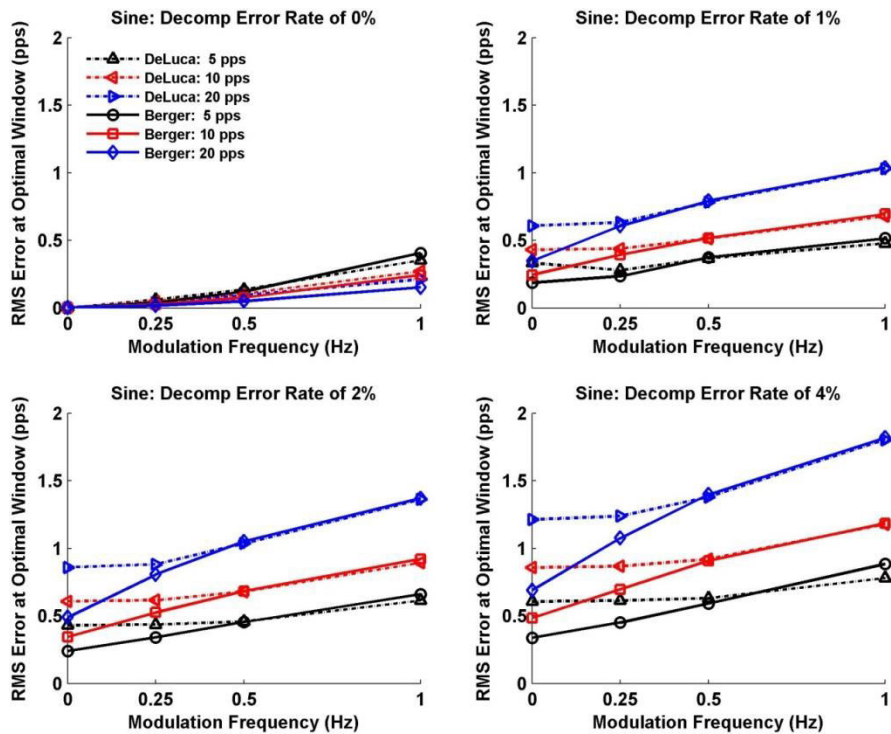 Sine: Decomp Error Rate of 0%
RMS Error at Optimal Window (pps)
2
1.5
1
0.5
0
DeLuca: 5 pps
DeLuca: 10 pps
DeLuca: 20 pps
Berger: 5 pps
Berger: 10 pps
Berger: 20 pps
0 0.25 0.5 1
Modulation Frequency (Hz)
Sine: Decomp Error Rate of 1%
RMS Error at Optimal Window (pps)
2
1.5
1
0.5
0
0 0.25 0.5 1
Modulation Frequency (Hz)
Sine: Decomp Error Rate of 2%
RMS Error at Optimal Window (pps)
2
1.5
1
0.5
0
0 0.25 0.5 1
Modulation Frequency (Hz)
Sine: Decomp Error Rate of 4%
RMS Error at Optimal Window (pps)
2
1.5
1
0.5
0
0 0.25 0.5 1
Modulation Frequency (Hz)